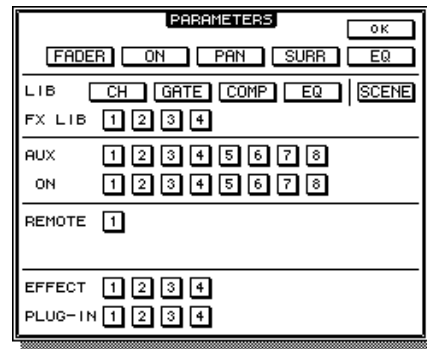 PARAMETERS
OK
FADER ON PAN SURR EQ
LIB CH GATE COMP EQ SCENE
FX LIB 1 2 3 4
AUX 1 2 3 4 5 6 7 8
ON 1 2 3 4 5 6 7 8
REMOTE 1
EFFECT 1 2 3 4
PLUG-IN 1 2 3 4